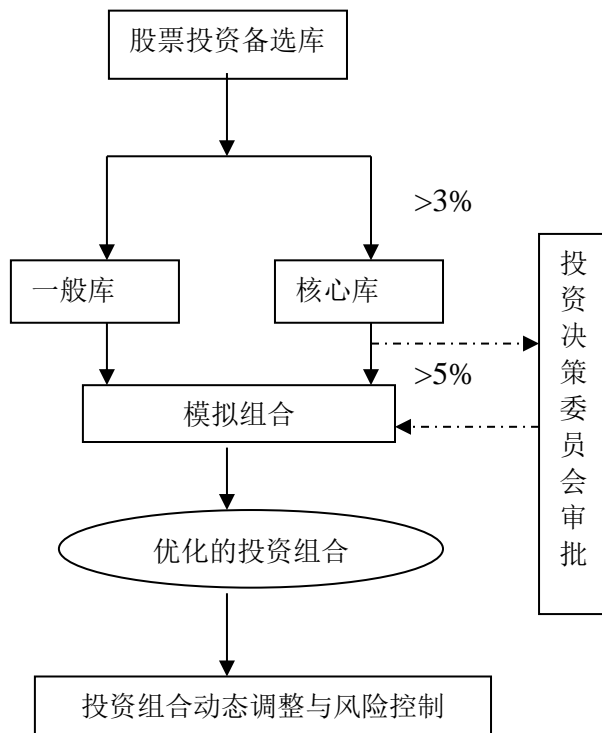 股票投资备选库
>3%
一般库
核心库
投资决策委员会审批
>5%
模拟组合
优化的投资组合
投资组合动态调整与风险控制